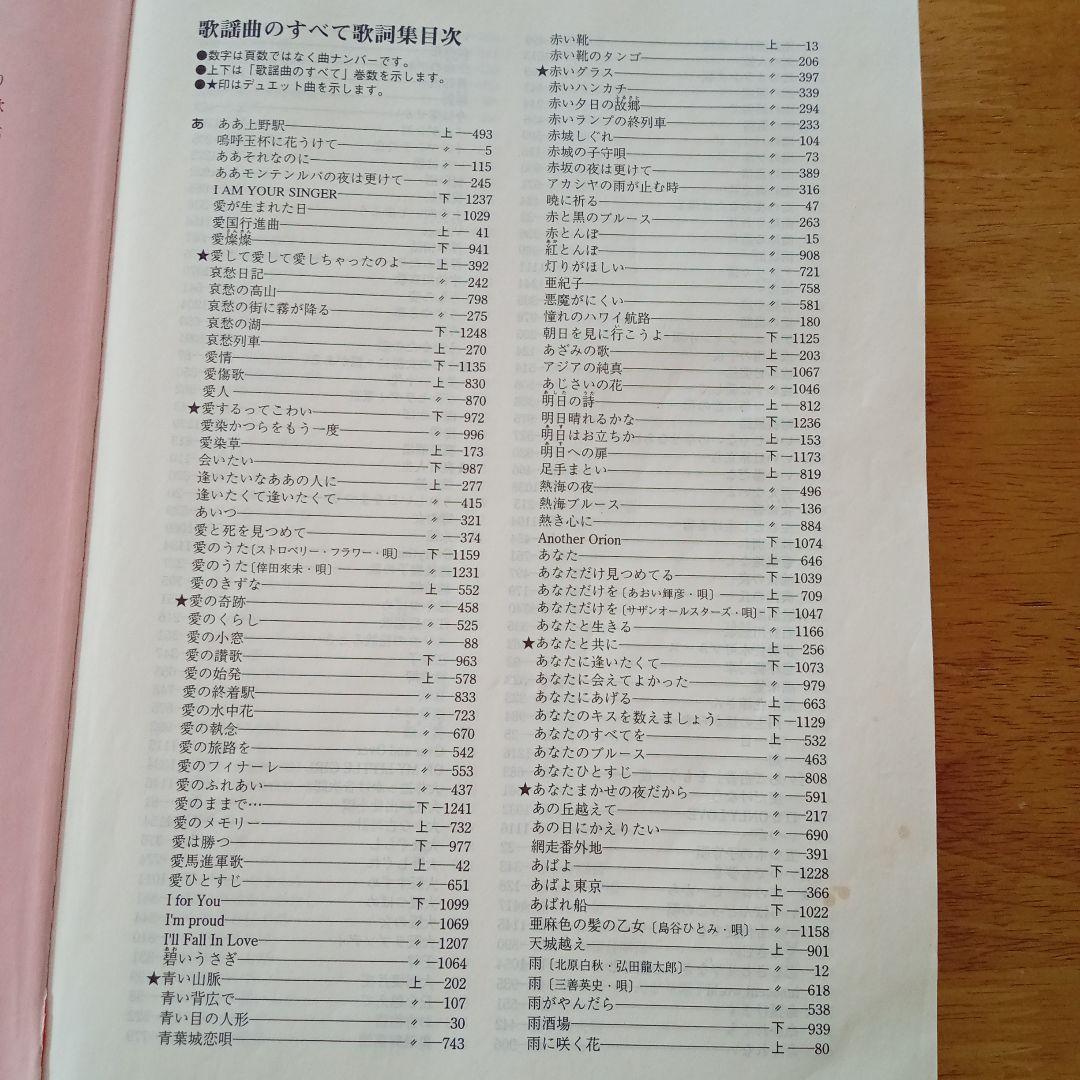 歌謡曲のすべて歌詞集目次
●数字は頁数ではなく曲ナンバーです。
●上下は「歌謡曲のすべて」巻数を示します。
●★印はデュエット曲を示します。
あ ああ上野駅 上 493
嗚呼玉杯に花うけて 〃 5
ああそれなのに 〃 115
ああモンテンルパの夜は更けて 〃 245
I AM YOUR SINGER 下 1237
愛が生まれた日 〃 1029
愛国行進曲 上 41
愛燦燦 下 941
★愛して愛して愛しちゃったのよ 上 392
哀愁日記 〃 242
哀愁の高山 〃 798
哀愁の街に霧が降る 〃 275
哀愁の湖 下 1248
哀愁列車 上 270
愛情 下 1135
愛傷歌 上 830
愛人 〃 870
★愛するってこわい 下 972
愛染かつらをもう一度 〃 996
愛染草 上 173
会いたい 下 987
逢いたいなああの人に 上 277
逢いたくて逢いたくて 〃 415
あいつ 〃 321
愛と死を見つめて 〃 374
愛のうた〔ストロベリー・フラワー・唄〕 下 1159
愛のうた〔倖田來未・唄〕 〃 1231
愛のきずな 上 552
★愛の奇跡 〃 458
愛のくらし 〃 525
愛の小窓 〃 88
愛の讃歌 下 963
愛の始発 上 578
愛の終着駅 〃 833
愛の水中花 〃 723
愛の執念 〃 670
愛の旅路を 〃 542
愛のフィナーレ 〃 553
愛のふれあい 〃 437
愛のままで… 下 1241
愛のメモリー 上 732
愛は勝つ 下 977
愛馬進軍歌 上 42
愛ひとすじ 〃 651
I for You 下 1099
I'm proud 〃 1069
I'll Fall In Love 〃 1207
碧いうさぎ 〃 1064
★青い山脈 上 202
青い背広で 〃 107
青い目の人形 〃 30
青葉城恋唄 〃 743
赤い靴 上 13
赤い靴のタンゴ 〃 206
★赤いグラス 〃 397
赤いハンカチ 〃 339
赤い夕日の故郷 〃 294
赤いランプの終列車 〃 233
赤城しぐれ 〃 104
赤城の子守唄 〃 73
赤坂の夜は更けて 〃 389
アカシヤの雨が止む時 〃 316
暁に祈る 〃 47
赤と黒のブルース 〃 263
赤とんぼ 〃 15
紅とんぼ 〃 908
灯りがほしい 〃 721
亜紀子 〃 758
悪魔がにくい 〃 581
憧れのハワイ航路 〃 180
朝日を見に行こうよ 下 1125
あざみの歌 上 203
アジアの純真 下 1067
あじさいの花 〃 1046
明日の詩 上 812
明日晴れるかな 下 1236
明日はお立ちか 上 153
明日への扉 下 1173
足手まとい 上 819
熱海の夜 〃 496
熱海ブルース 〃 136
熱き心に 〃 884
Another Orion 下 1074
あなた 上 646
あなただけ見つめてる 下 1039
あなただけを〔あおい輝彦・唄〕 上 709
あなただけを〔サザンオールスターズ・唄〕 下 1047
あなたと生きる 〃 1166
★あなたと共に 上 256
あなたに逢いたくて 下 1073
あなたに会えてよかった 〃 979
あなたにあげる 上 663
あなたのキスを数えましょう 下 1129
あなたのすべてを 上 532
あなたのブルース 〃 463
あなたひとすじ 〃 808
★あなたまかせの夜だから 〃 591
あの丘越えて 〃 217
あの日にかえりたい 〃 690
網走番外地 〃 391
あばよ 下 1228
あばよ東京 上 366
あばれ船 下 1022
亜麻色の髪の乙女〔島谷ひとみ・唄〕 〃 1158
天城越え 上 901
雨〔北原白秋・弘田龍太郎〕 〃 12
雨〔三善英史・唄〕 〃 618
雨がやんだら 〃 538
雨酒場 下 939
雨に咲く花 上 80